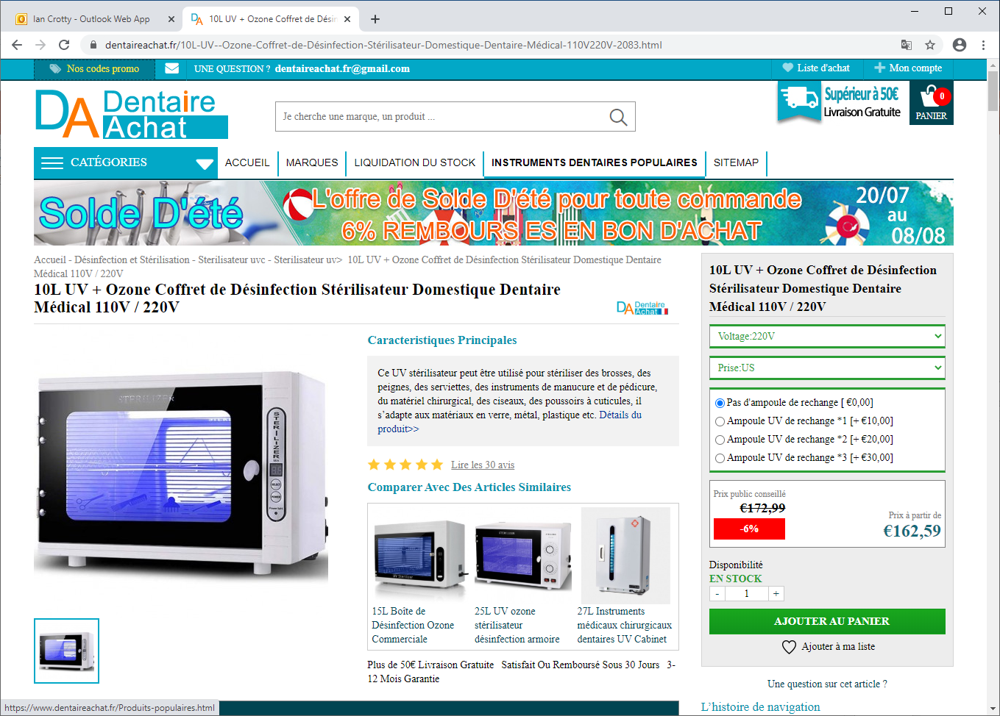 Ian Crotty - Outlook Web App
10L UV + Ozone Coffret de Désin
dentaireachat.fr/10L-UV--Ozone-Coffret-de-Désinfection-Stérilisateur-Domestique-Dentaire-Médical-110V220V-2083.html
Nos codes promo
UNE QUESTION ? dentaireachat.fr@gmail.com
Liste d'achat
Mon compte
DA Dentaire Achat
Je cherche une marque, un produit ...
Supérieur à 50€
Livraison Gratuite
0
PANIER
CATÉGORIES
ACCUEIL
MARQUES
LIQUIDATION DU STOCK
INSTRUMENTS DENTAIRES POPULAIRES
SITEMAP
Solde D'été
L'offre de Solde D'été pour toute commande
6% REMBOURS ES EN BON D'ACHAT
20/07
au
08/08
Accueil - Désinfection et Stérilisation - Sterilisateur uvc - Sterilisateur uv> 10L UV + Ozone Coffret de Désinfection Stérilisateur Domestique Dentaire
Médical 110V / 220V
10L UV + Ozone Coffret de Désinfection Stérilisateur Domestique Dentaire
Médical 110V / 220V
DA Dentaire Achat
STERILIZER
STERILIZER
SELECT
POWER
Caracteristiques Principales
Ce UV stérilisateur peut être utilisé pour stériliser des brosses, des
peignes, des serviettes, des instruments de manucure et de pédicure,
du matériel chirurgical, des ciseaux, des poussoirs à cuticules, il
s'adapte aux matériaux en verre, métal, plastique etc. Détails du
produit>>
Lire les 30 avis
Comparer Avec Des Articles Similaires
UV Sterilizer
15L Boîte de
Désinfection Ozone
Commerciale
25L UV ozone
stérilisateur
désinfection armoire
27L Instruments
médicaux chirurgicaux
dentaires UV Cabinet
Plus de 50€ Livraison Gratuite Satisfait Ou Remboursé Sous 30 Jours 3-
12 Mois Garantie
10L UV + Ozone Coffret de Désinfection
Stérilisateur Domestique Dentaire
Médical 110V / 220V
Voltage:220V
Prise:US
Pas d'ampoule de rechange [ €0,00]
Ampoule UV de rechange *1 [+ €10,00]
Ampoule UV de rechange *2 [+ €20,00]
Ampoule UV de rechange *3 [+ €30,00]
Prix public conseillé
€172,99
-6%
Prix à partir de
€162,59
Disponibilité
EN STOCK
- 1 +
AJOUTER AU PANIER
Ajouter à ma liste
Une question sur cet article ?
L'histoire de navigation
https://www.dentaireachat.fr/Produits-populaires.html